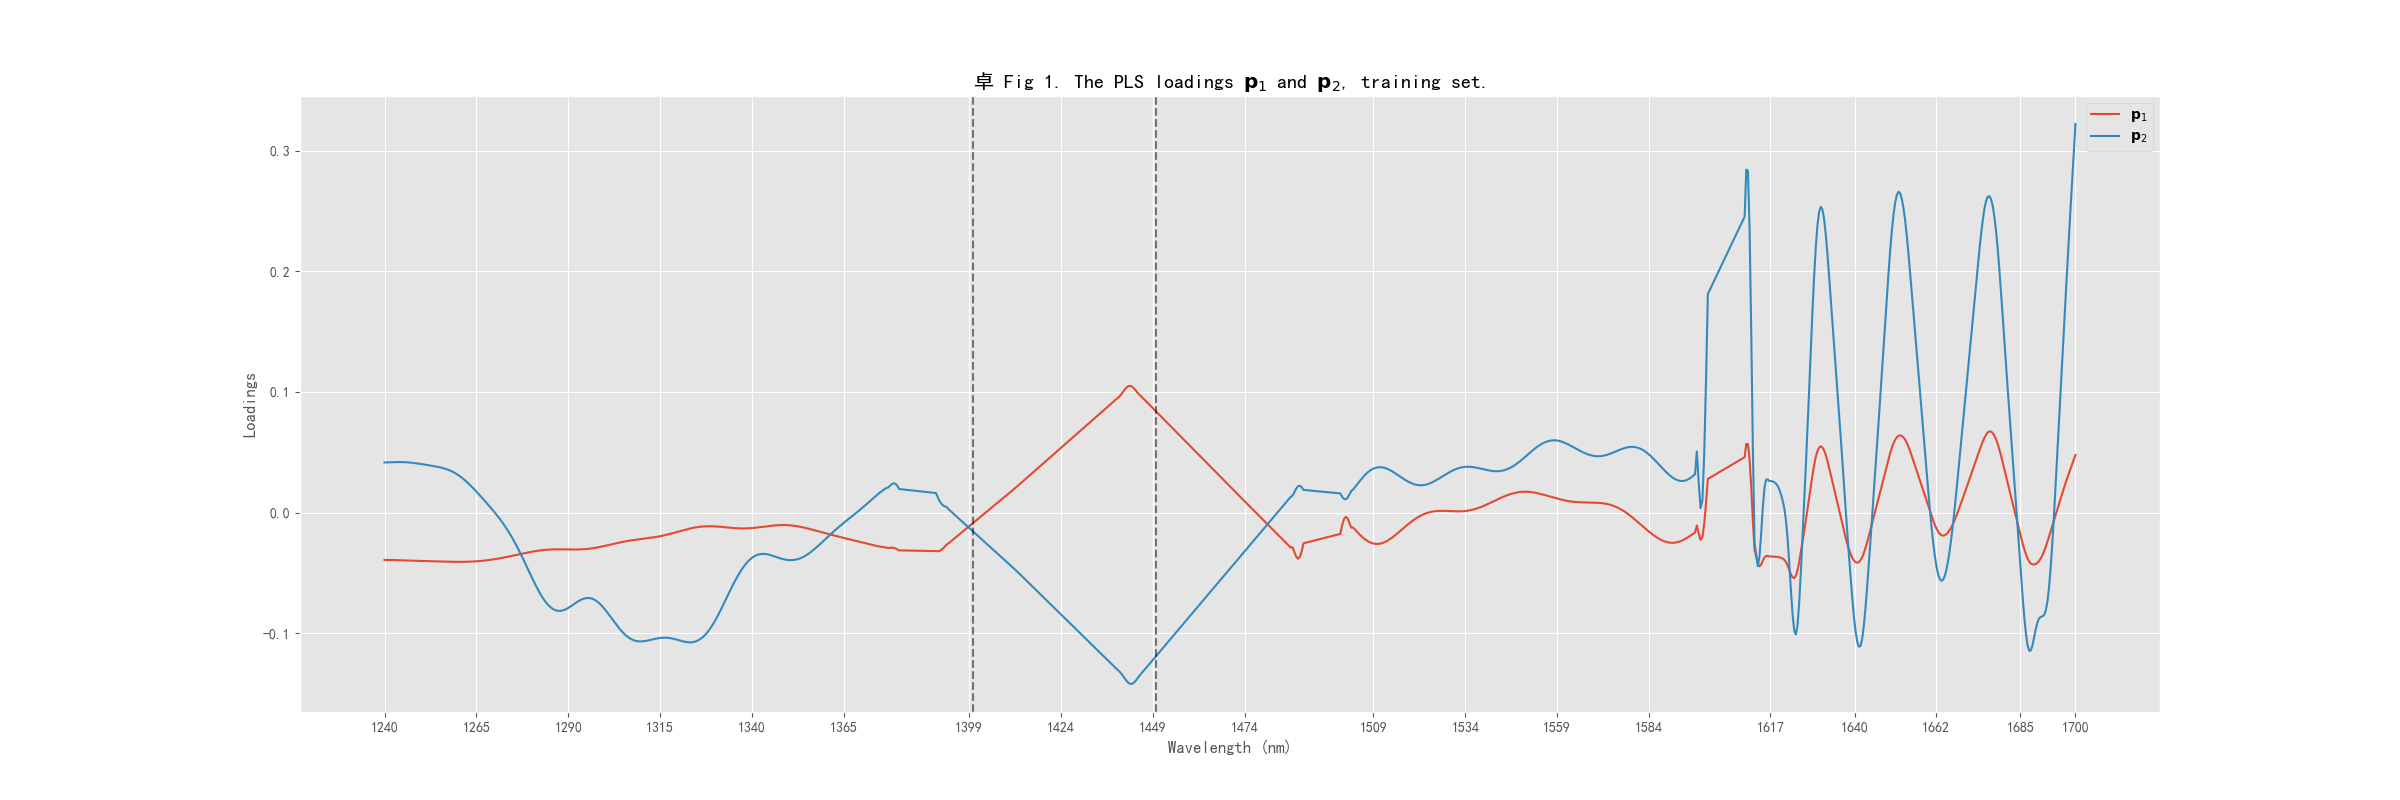 卓 Fig 1. The PLS loadings p₁ and p₂, training set.
p₁
p₂
0.3
0.2
0.1
0.0
−0.1
Loadings
1240 1265 1290 1315 1340 1365 1399 1424 1449 1474 1509 1534 1559 1584 1617 1640 1662 1685 1700
Wavelength (nm)